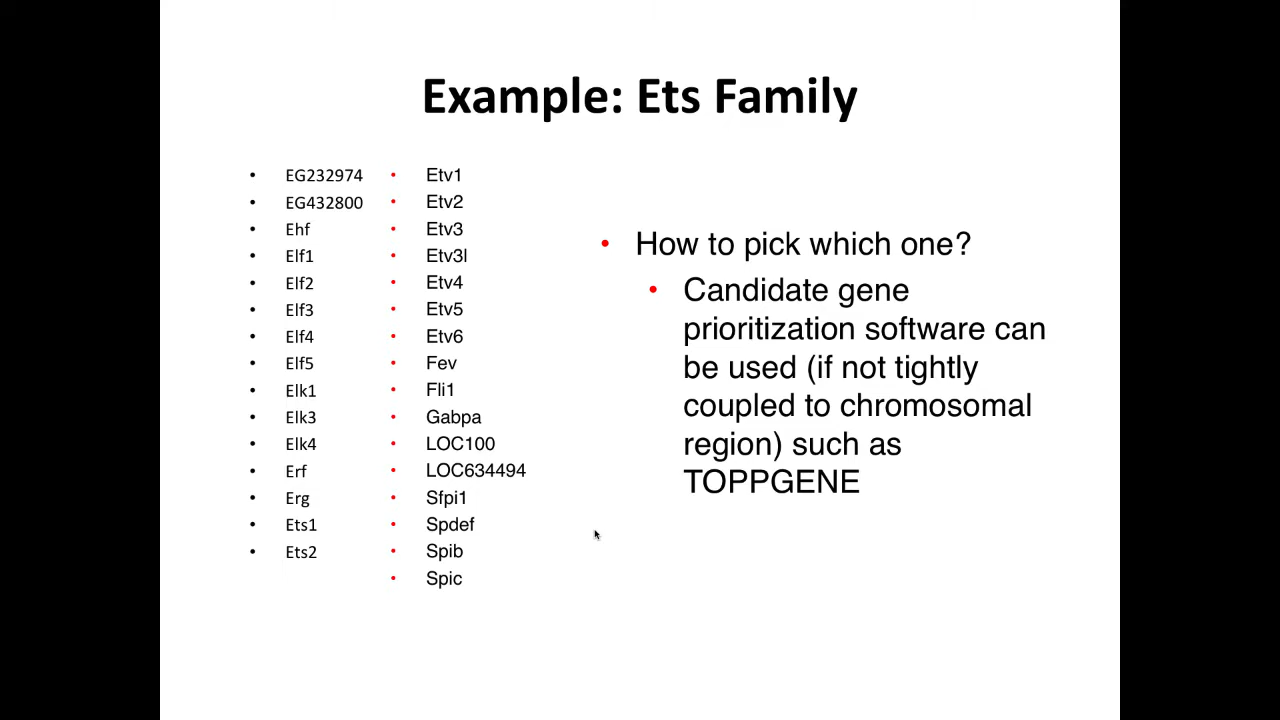 Example: Ets Family
EG232974
EG432800
Ehf
Elf1
Elf2
Elf3
Elf4
Elf5
Elk1
Elk3
Elk4
Erf
Erg
Ets1
Ets2
Etv1
Etv2
Etv3
Etv3l
Etv4
Etv5
Etv6
Fev
Fli1
Gabpa
LOC100
LOC634494
Sfpi1
Spdef
Spib
Spic
How to pick which one?
Candidate gene
prioritization software can
be used (if not tightly
coupled to chromosomal
region) such as
TOPPGENE